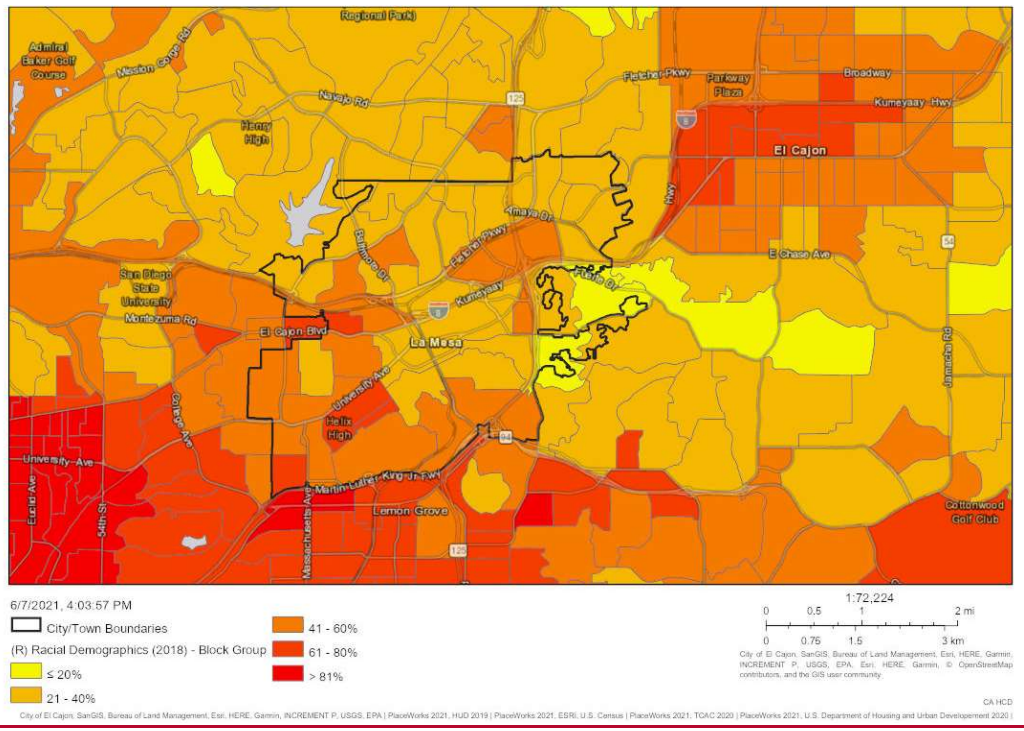 Regional Park)
Admiral
Baker Golf
Course
Mission Gorge Rd
Navajo Rd
125
Fletcher Pkwy
Parkway
Plaza
Broadway
Kumeyaay Hwy
8
Henry
High
El Cajon
Hwy
Amaya Dr
Fletcher Pkwy
Baltimore Dr
54
E Chase Ave
Fuerte Dr
San Diego
State
University
Kumeyaay
8
Montezuma Rd
El Cajon Blvd
La Mesa
Jamacha Rd
University Ave
College Ave
Helix
High
94
University Ave
Martin Luther King Jr Fwy
Euclid Ave
54th St
Massachusetts Ave
Lemon Grove
Cottonwood
Golf Club
125
6/7/2021, 4:03:57 PM
City/Town Boundaries
(R) Racial Demographics (2018) - Block Group
≤ 20%
21 - 40%
41 - 60%
61 - 80%
> 81%
1:72,224
0 0.5 1 2 mi
0 0.75 1.5 3 km
City of El Cajon, SanGIS, Bureau of Land Management, Esri, HERE, Garmin,
INCREMENT P, USGS, EPA, Esri, HERE, Garmin, © OpenStreetMap
contributors, and the GIS user community
CA HCD
City of El Cajon, SanGIS, Bureau of Land Management, Esri, HERE, Garmin, INCREMENT P, USGS, EPA | PlaceWorks 2021, HUD 2019 | PlaceWorks 2021, ESRI, U.S. Census | PlaceWorks 2021, TCAC 2020 | PlaceWorks 2021, U.S. Department of Housing and Urban Developement 2020 |